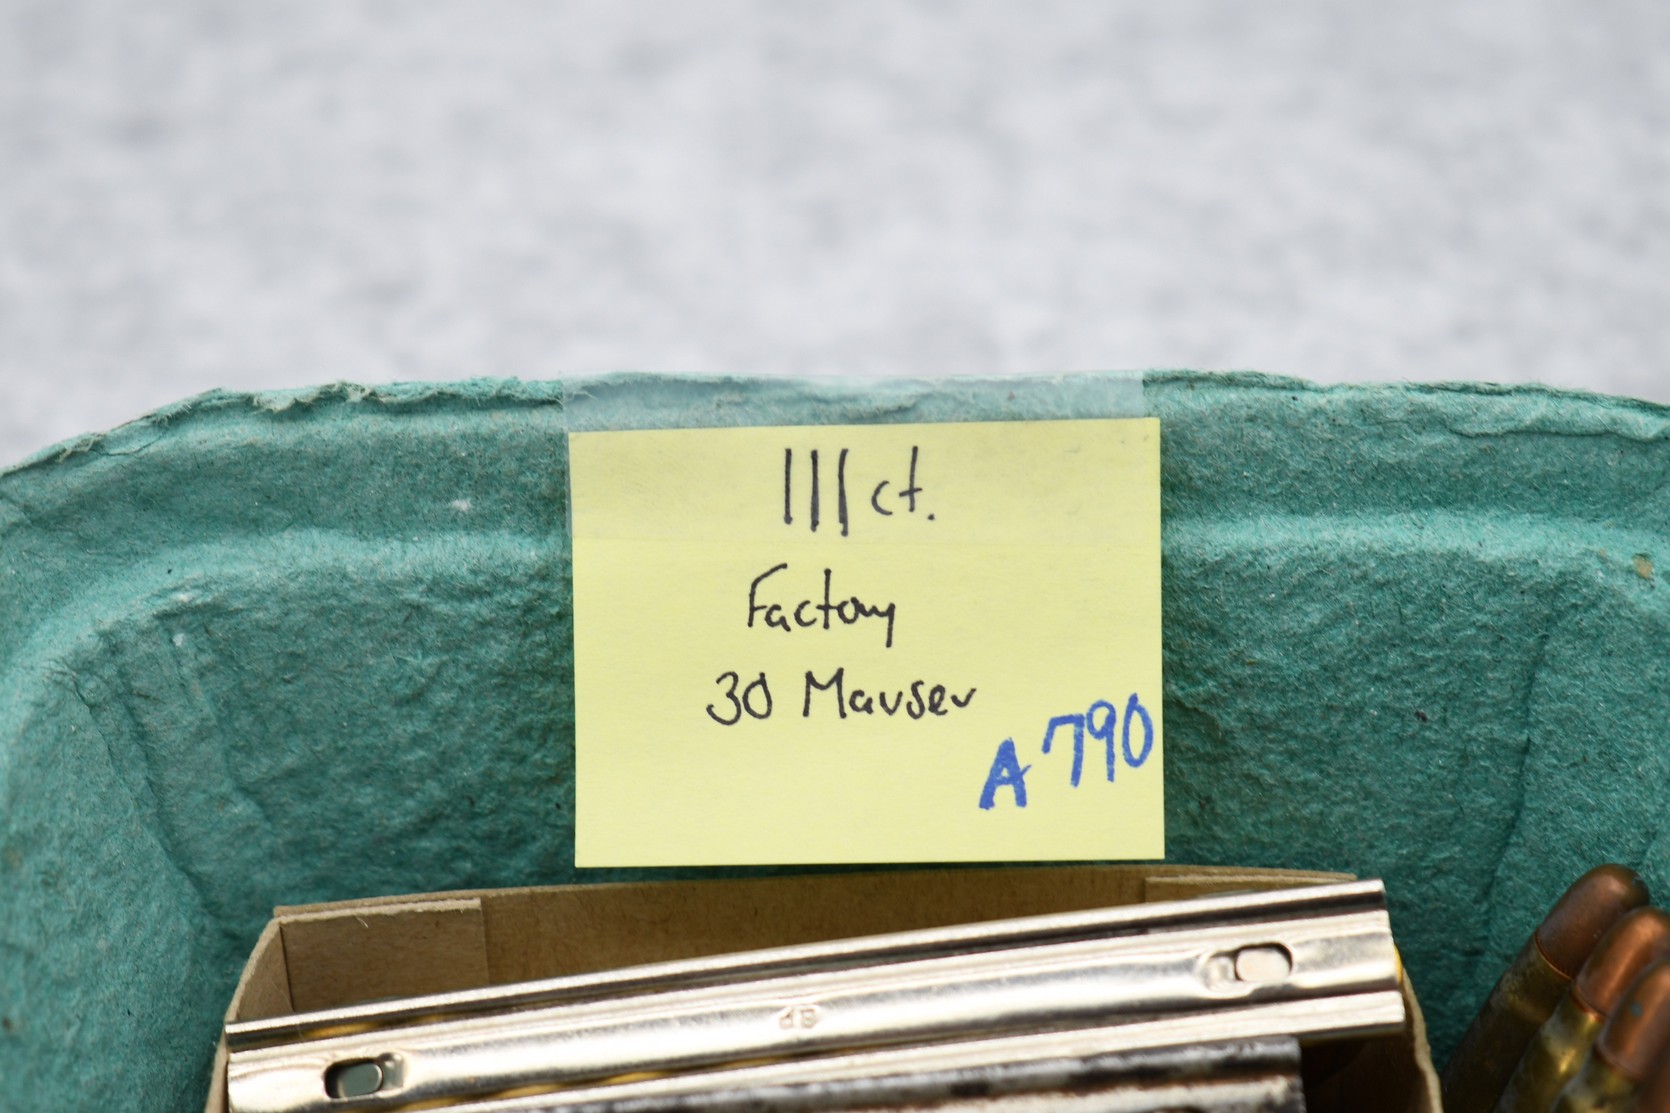 111 ct.
Factory
30 Mauser
A 790